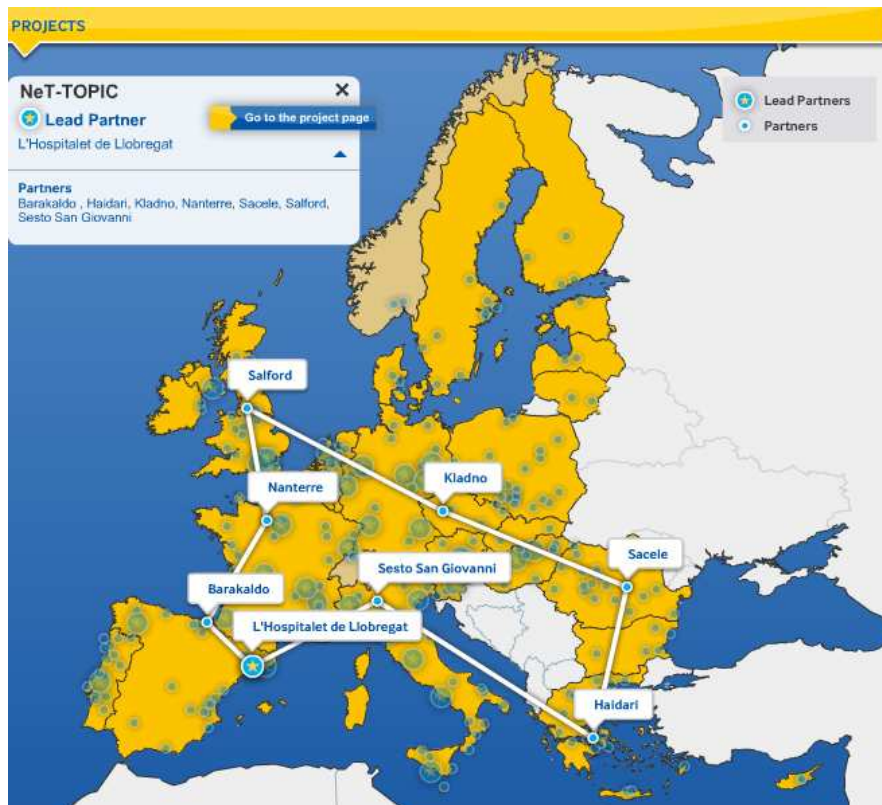 PROJECTS
NeT-TOPIC
Lead Partner
Go to the project page
L'Hospitalet de Llobregat
Partners
Barakaldo , Haidari, Kladno, Nanterre, Sacele, Salford,
Sesto San Giovanni
Lead Partners
Partners
Salford
Nanterre
Kladno
Sacele
Sesto San Giovanni
Barakaldo
L'Hospitalet de Llobregat
Haidari